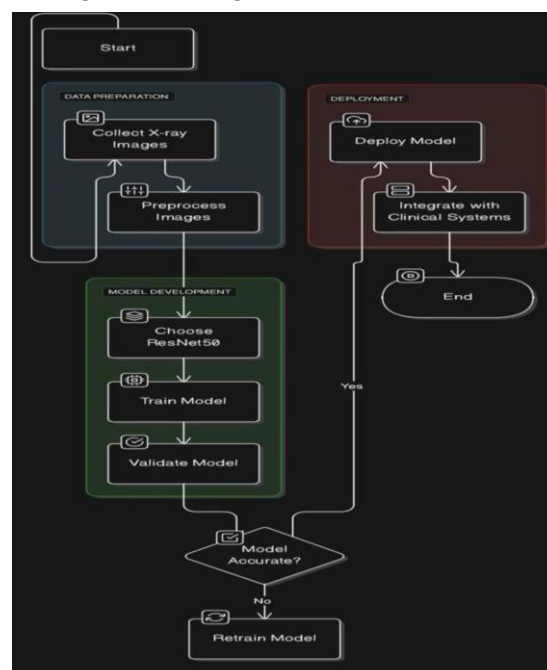 Start
DATA PREPARATION
Collect X-ray
Images
Preprocess
Images
DEPLOYMENT
Deploy Model
Integrate with
Clinical Systems
End
MODEL DEVELOPMENT
Choose
ResNet50
Train Model
Validate Model
Yes
Model
Accurate?
No
Retrain Model